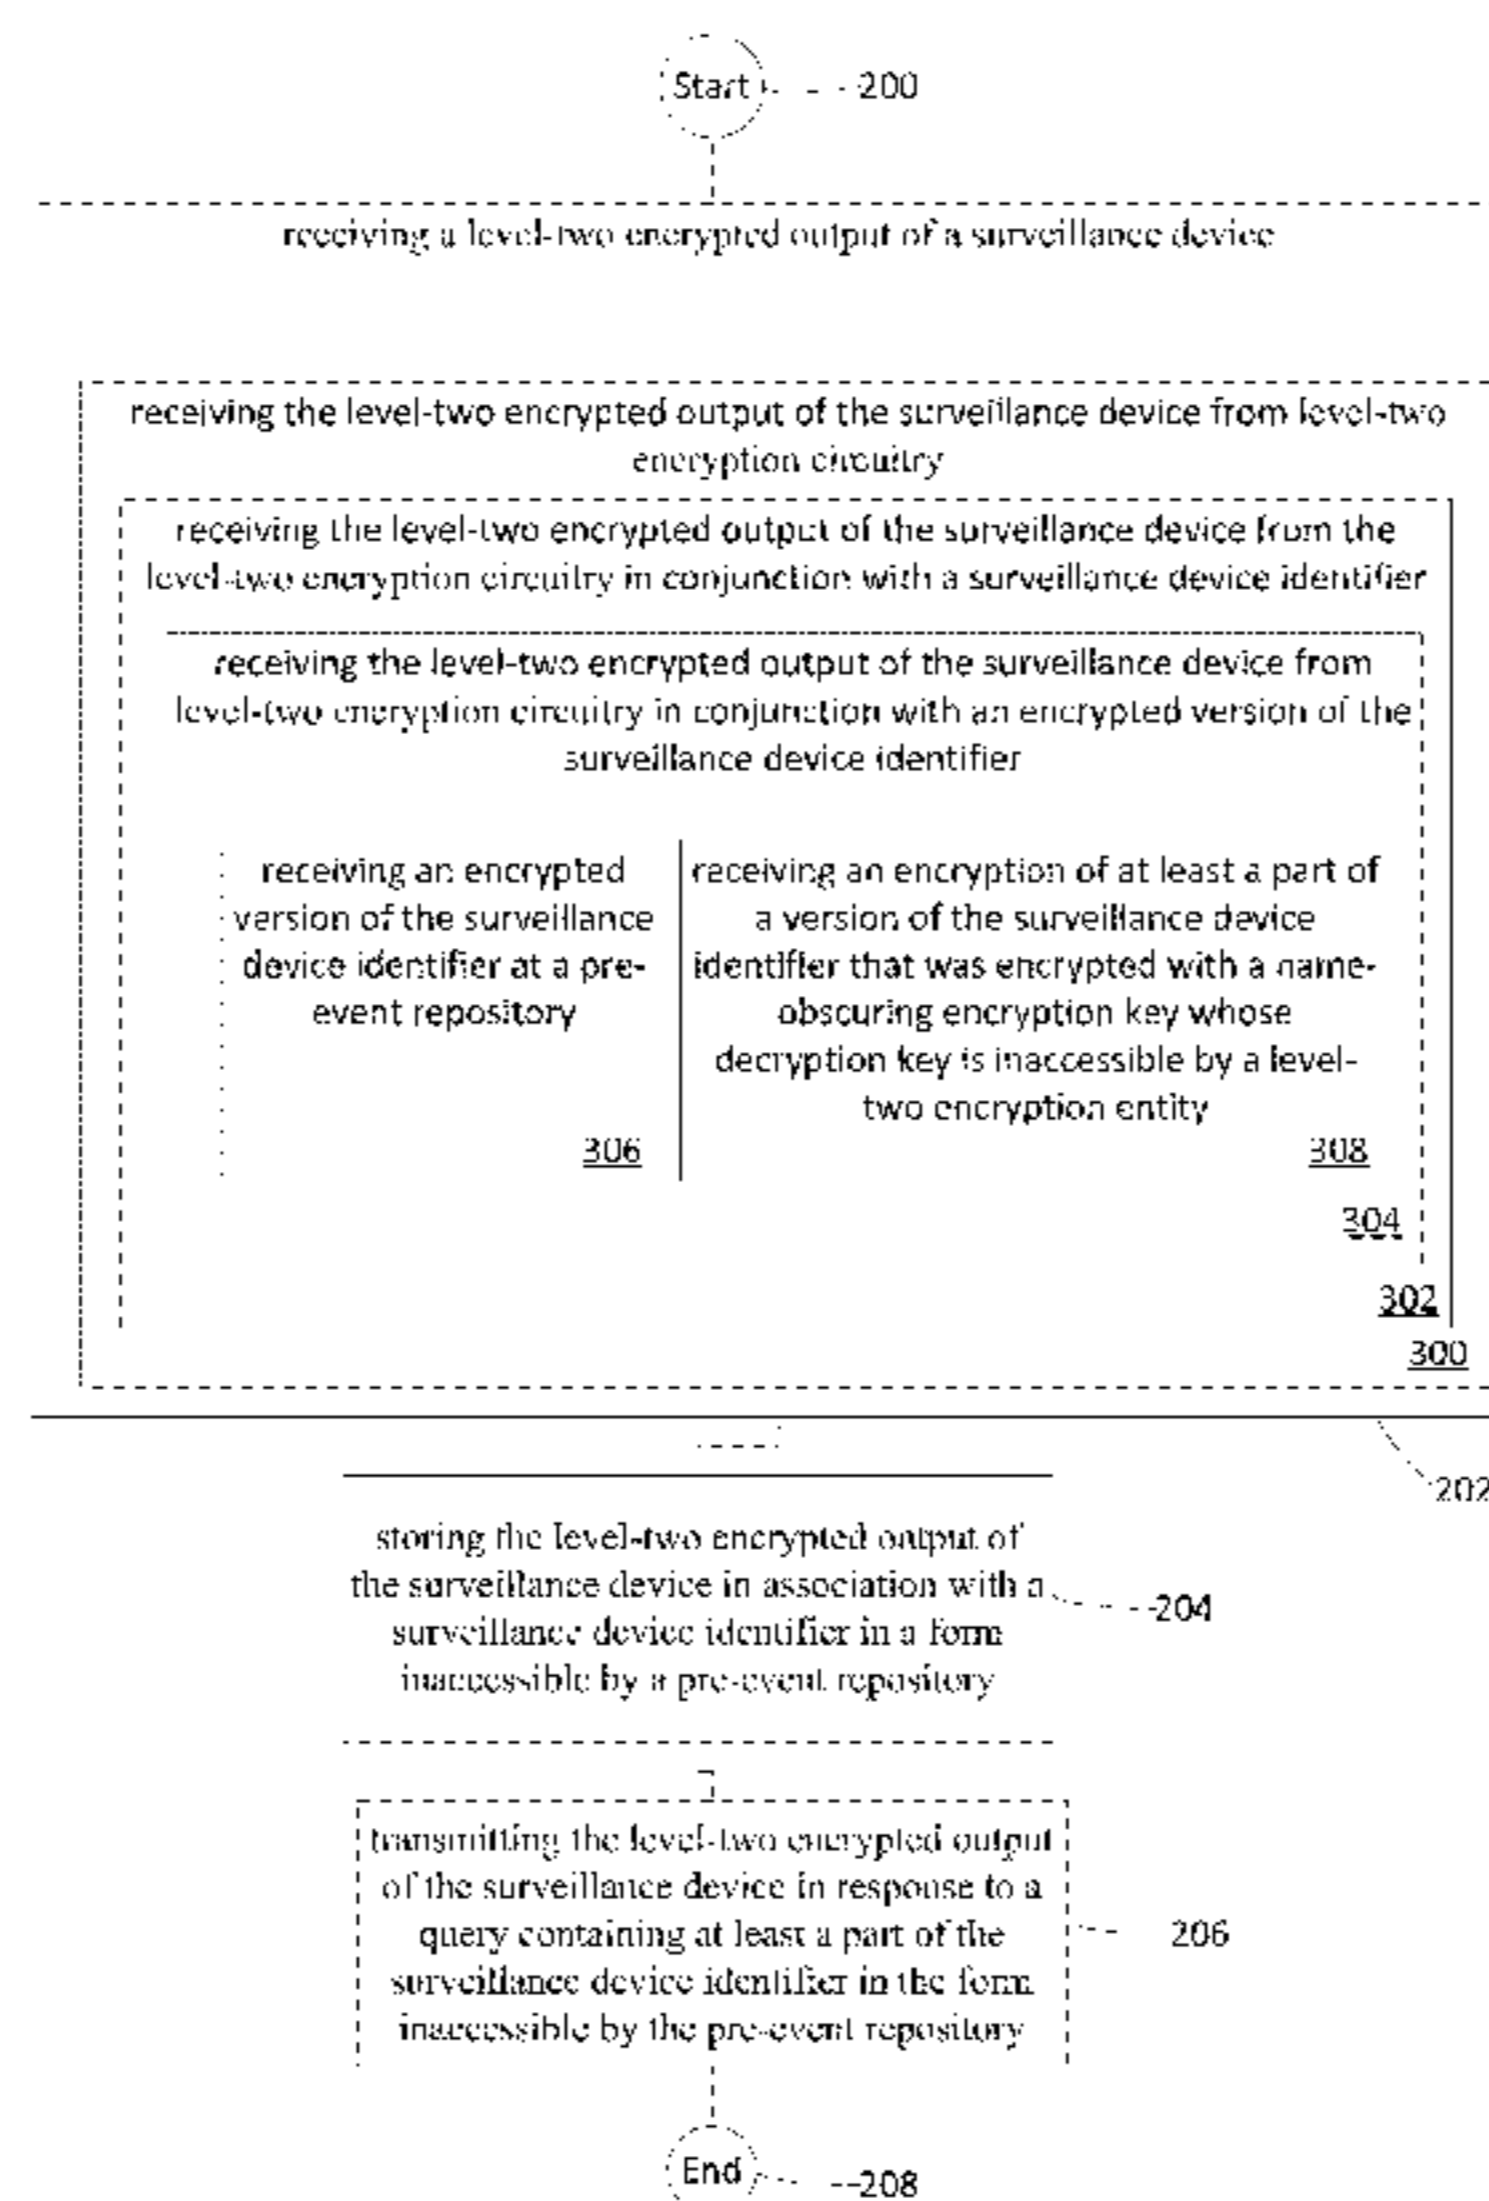 Start
200
receiving a level-two encrypted output of a surveillance device
receiving the level-two encrypted output of the surveillance device from level-two
encryption circuitry
receiving the level-two encrypted output of the surveillance device from the
level-two encryption circuitry in conjunction with a surveillance device identifier
receiving the level-two encrypted output of the surveillance device from
level-two encryption circuitry in conjunction with an encrypted version of the
surveillance device identifier
receiving an encrypted
version of the surveillance
device identifier at a pre-
event repository
306
receiving an encryption of at least a part of
a version of the surveillance device
identifier that was encrypted with a name-
obscuring encryption key whose
decryption key is inaccessible by a level-
two encryption entity
308
304
302
300
202
storing the level-two encrypted output of
the surveillance device in association with a
surveillance device identifier in a form
inaccessible by a pre-event repository
204
transmitting the level-two encrypted output
of the surveillance device in response to a
query containing at least a part of the
surveillance device identifier in the form
inaccessible by the pre-event repository
206
End
208